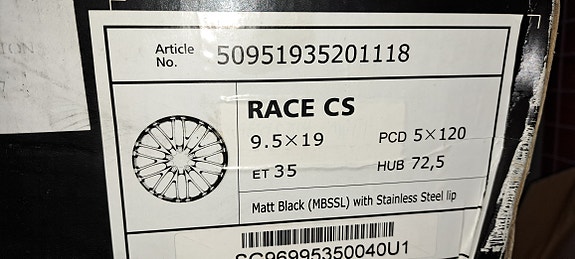 Article No. 50951935201118
RACE CS
9.5×19 PCD 5×120
ET 35 HUB 72,5
Matt Black (MBSSL) with Stainless Steel lip
SG96995350040U1